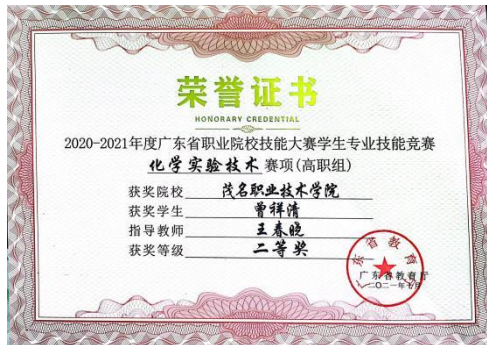 荣誉证书
HONORARY CREDENTIAL
2020-2021年度广东省职业院校技能大赛学生专业技能竞赛
化学实验技术 赛项(高职组)
获奖院校 茂名职业技术学院
获奖学生 曾祥清
指导教师 王春晓
获奖等级 二等奖
广东省教育厅